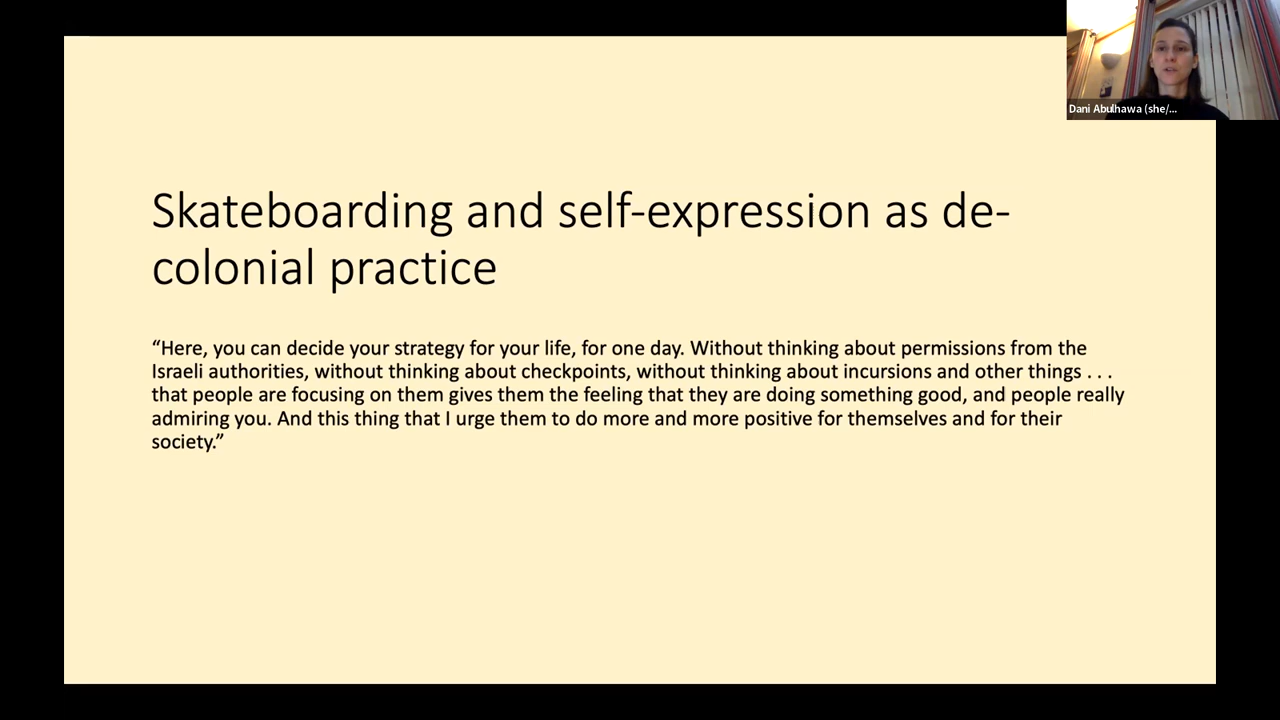 Dani Abulhawa (she/...
Skateboarding and self-expression as de-
colonial practice
“Here, you can decide your strategy for your life, for one day. Without thinking about permissions from the
Israeli authorities, without thinking about checkpoints, without thinking about incursions and other things . . .
that people are focusing on them gives them the feeling that they are doing something good, and people really
admiring you. And this thing that I urge them to do more and more positive for themselves and for their
society.”